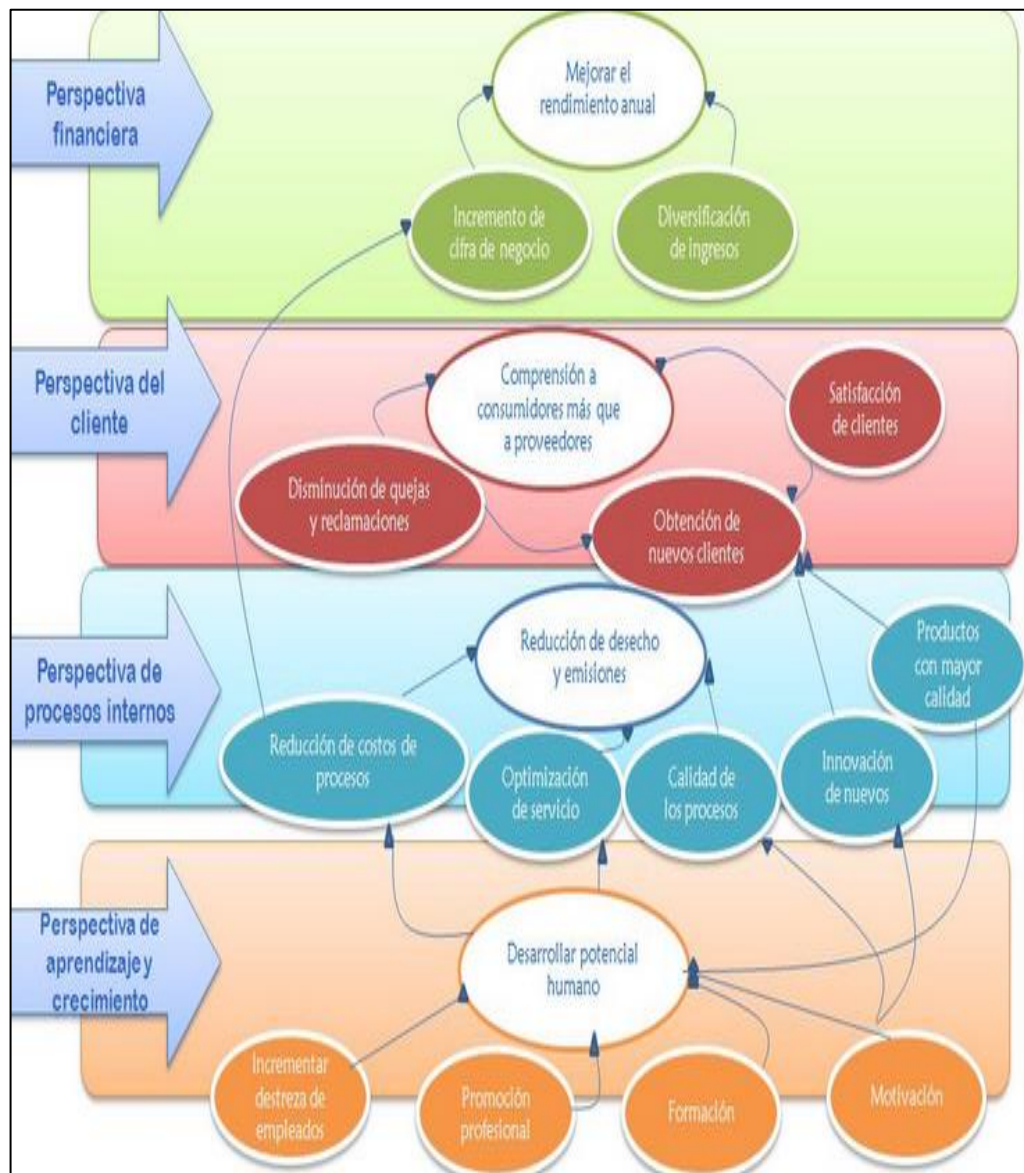 Perspectiva
financiera
Mejorar el
rendimiento anual
Incremento de
cifra de negocio
Diversificación
de ingresos
Perspectiva del
cliente
Comprensión a
consumidores más que
a proveedores
Satisfacción
de clientes
Disminución de quejas
y reclamaciones
Obtención de
nuevos clientes
Perspectiva de
procesos internos
Reducción de desecho
y emisiones
Productos
con mayor
calidad
Reducción de costos de
procesos
Optimización
de servicio
Calidad de
los procesos
Innovación
de nuevos
Perspectiva de
aprendizaje y
crecimiento
Desarrollar potencial
humano
Incrementar
destreza de
empleados
Promoción
profesional
Formación
Motivación